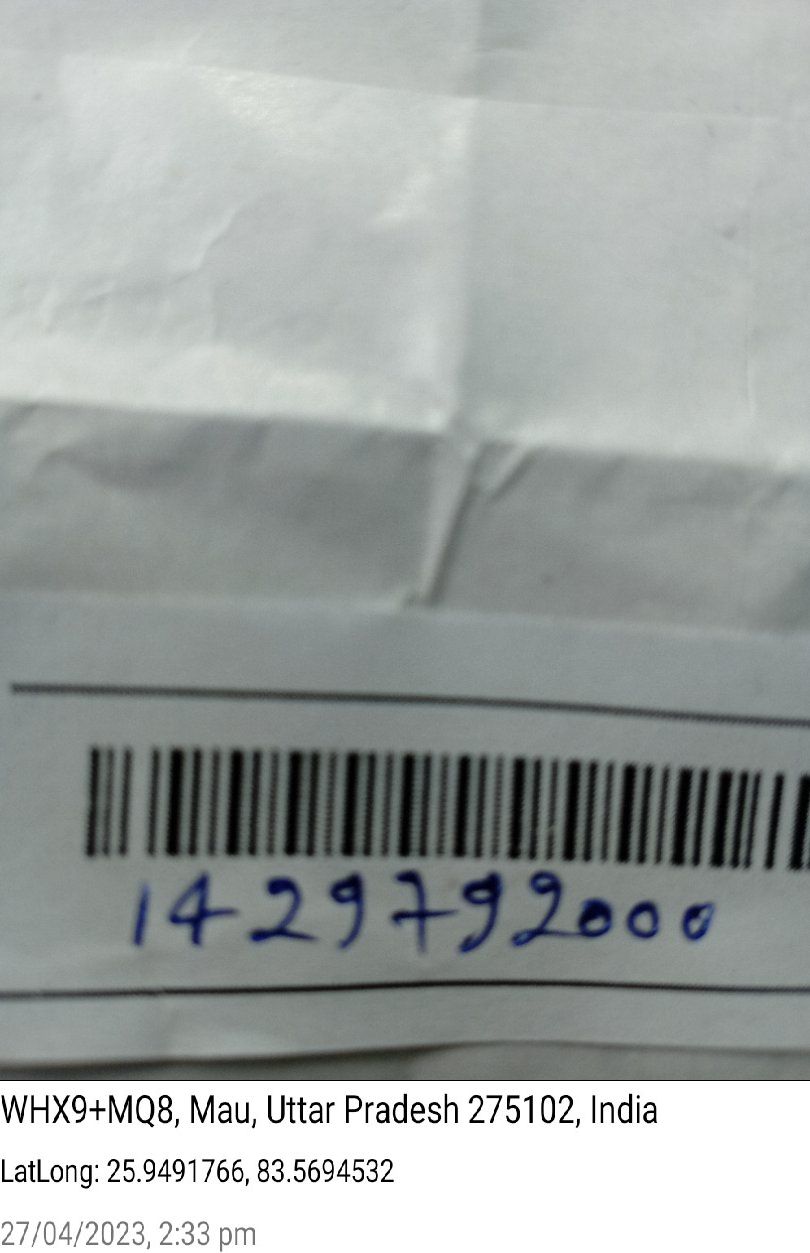 1429792000
WHX9+MQ8, Mau, Uttar Pradesh 275102, India
LatLong: 25.9491766, 83.5694532
27/04/2023, 2:33 pm